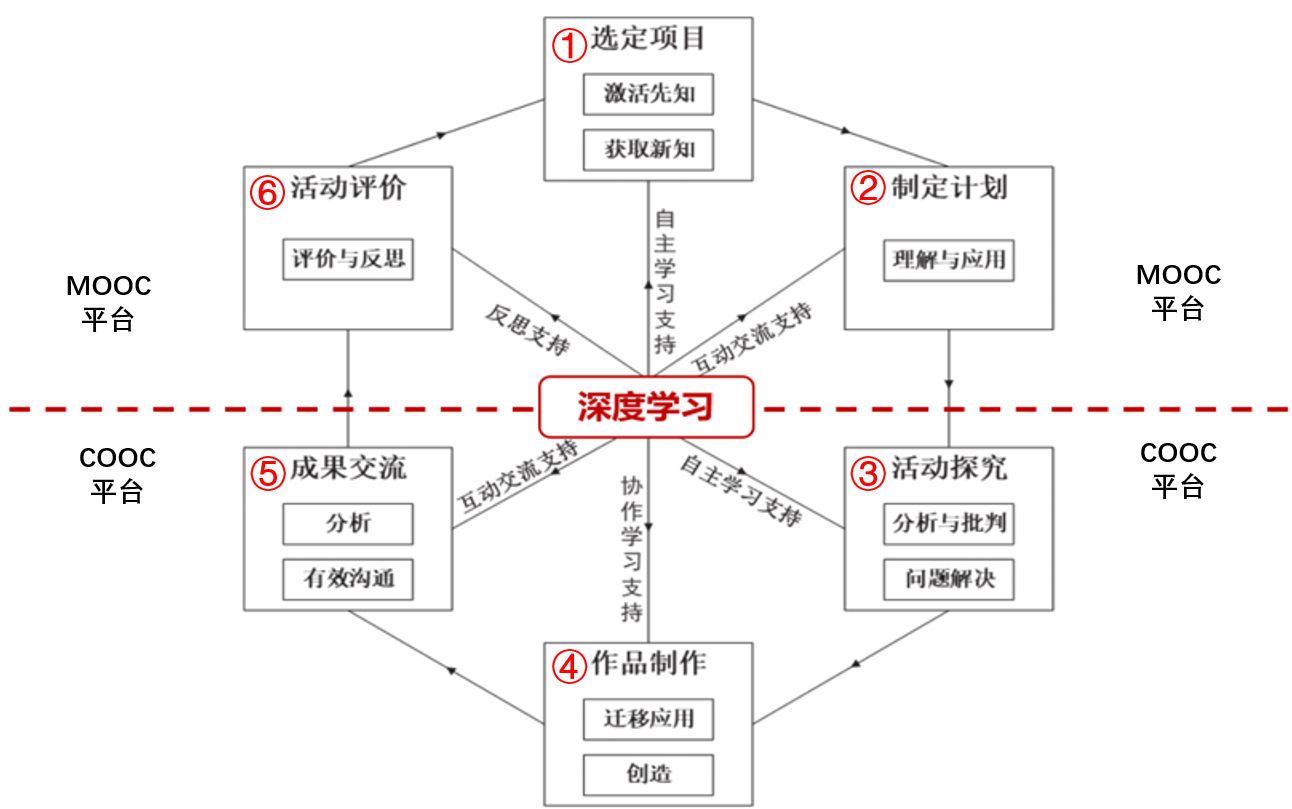 ① 选定项目
激活先知
获取新知
⑥ 活动评价
评价与反思
② 制定计划
理解与应用
MOOC
平台
MOOC
平台
反思支持
自主学习支持
互动交流支持
深度学习
COOC
平台
COOC
平台
⑤ 成果交流
分析
有效沟通
互动交流支持
协作学习支持
自主学习支持
③ 活动探究
分析与批判
问题解决
④ 作品制作
迁移应用
创造